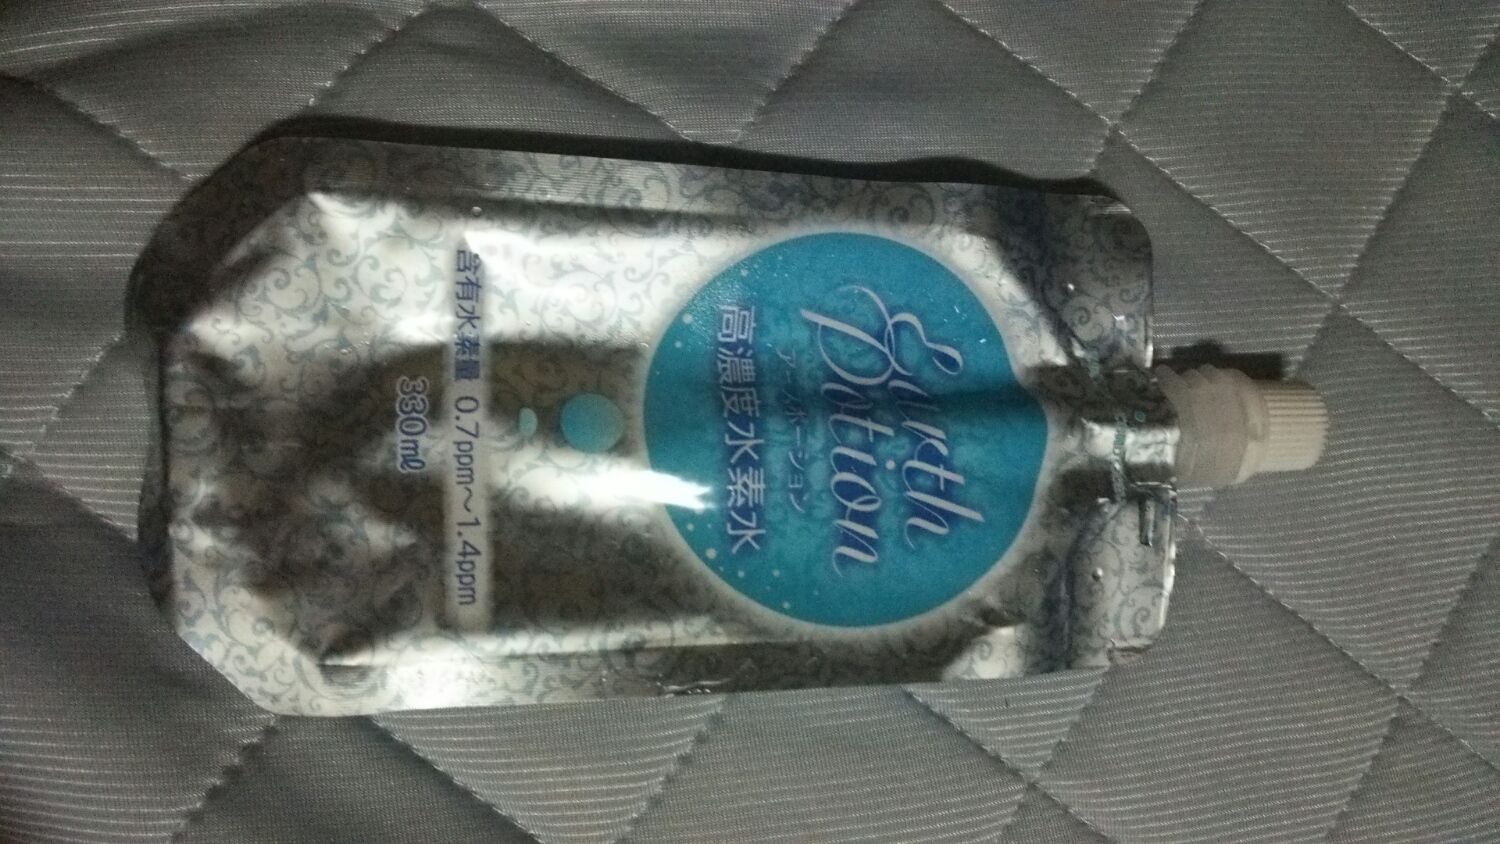 Earth
Potion
アースポーション
高濃度水素水
含有水素量 0.7ppm～1.4ppm
330ml